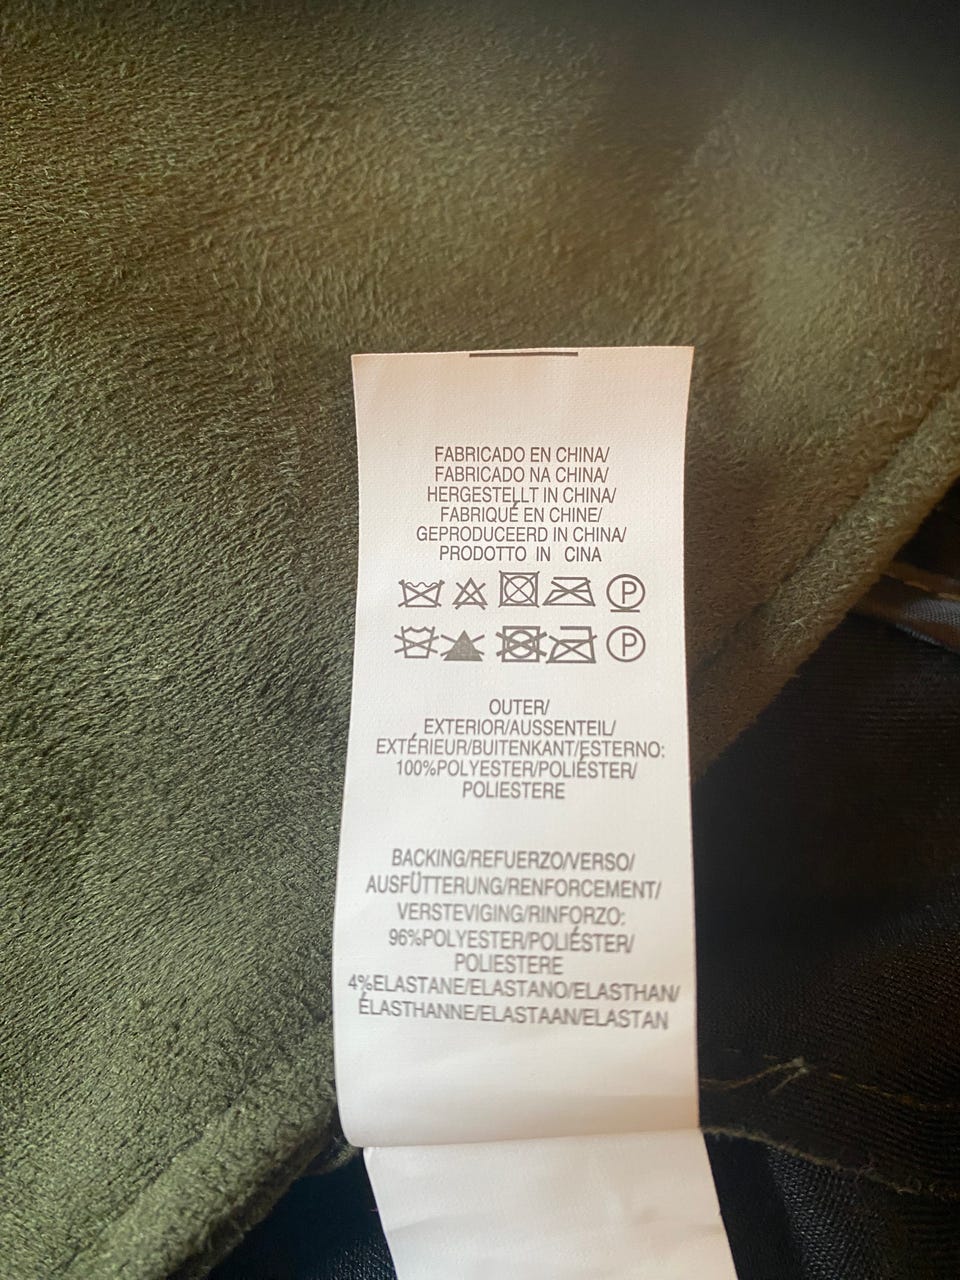 FABRICADO EN CHINA/
FABRICADO NA CHINA/
HERGESTELLT IN CHINA/
FABRIQUÉ EN CHINE/
GEPRODUCEERD IN CHINA/
PRODOTTO IN CINA
P
P
OUTER/
EXTERIOR/AUSSENTEIL/
EXTÉRIEUR/BUITENKANT/ESTERNO:
100%POLYESTER/POLIÉSTER/
POLIESTERE
BACKING/REFUERZO/VERSO/
AUSFÜTTERUNG/RENFORCEMENT/
VERSTEVIGING/RINFORZO:
96%POLYESTER/POLIÉSTER/
POLIESTERE
4%ELASTANE/ELASTANO/ELASTHAN/
ÉLASTHANNE/ELASTAAN/ELASTAN